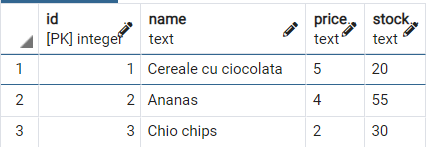 id name price stock
[PK] integer text text text
1 1 Cereale cu ciocolata 5 20
2 2 Ananas 4 55
3 3 Chio chips 2 30